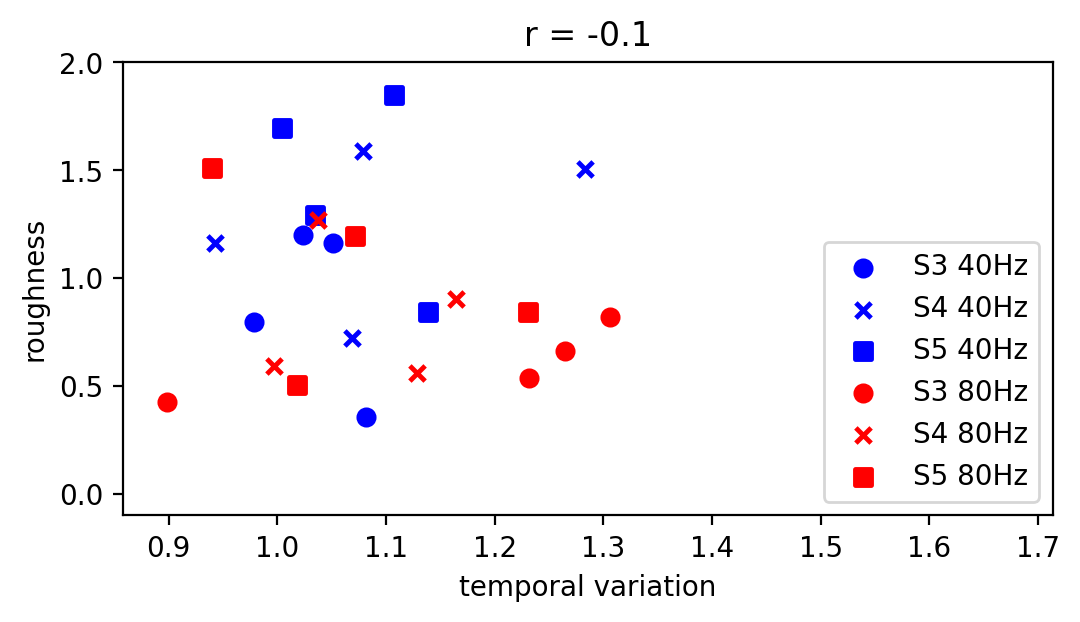 r = -0.1
2.0
1.5
1.0
0.5
0.0
roughness
S3 40Hz
S4 40Hz
S5 40Hz
S3 80Hz
S4 80Hz
S5 80Hz
0.9 1.0 1.1 1.2 1.3 1.4 1.5 1.6 1.7
temporal variation